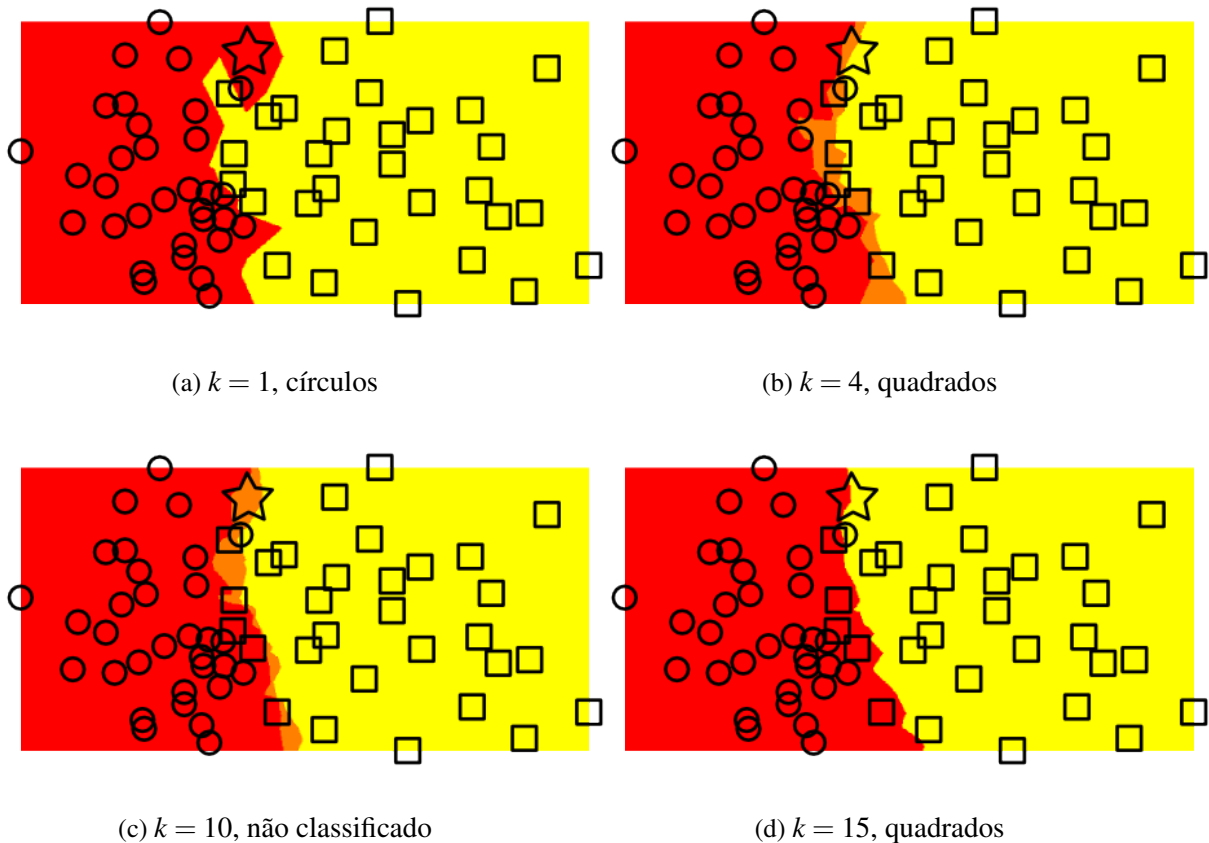 (a) k = 1, círculos
(b) k = 4, quadrados
(c) k = 10, não classificado
(d) k = 15, quadrados